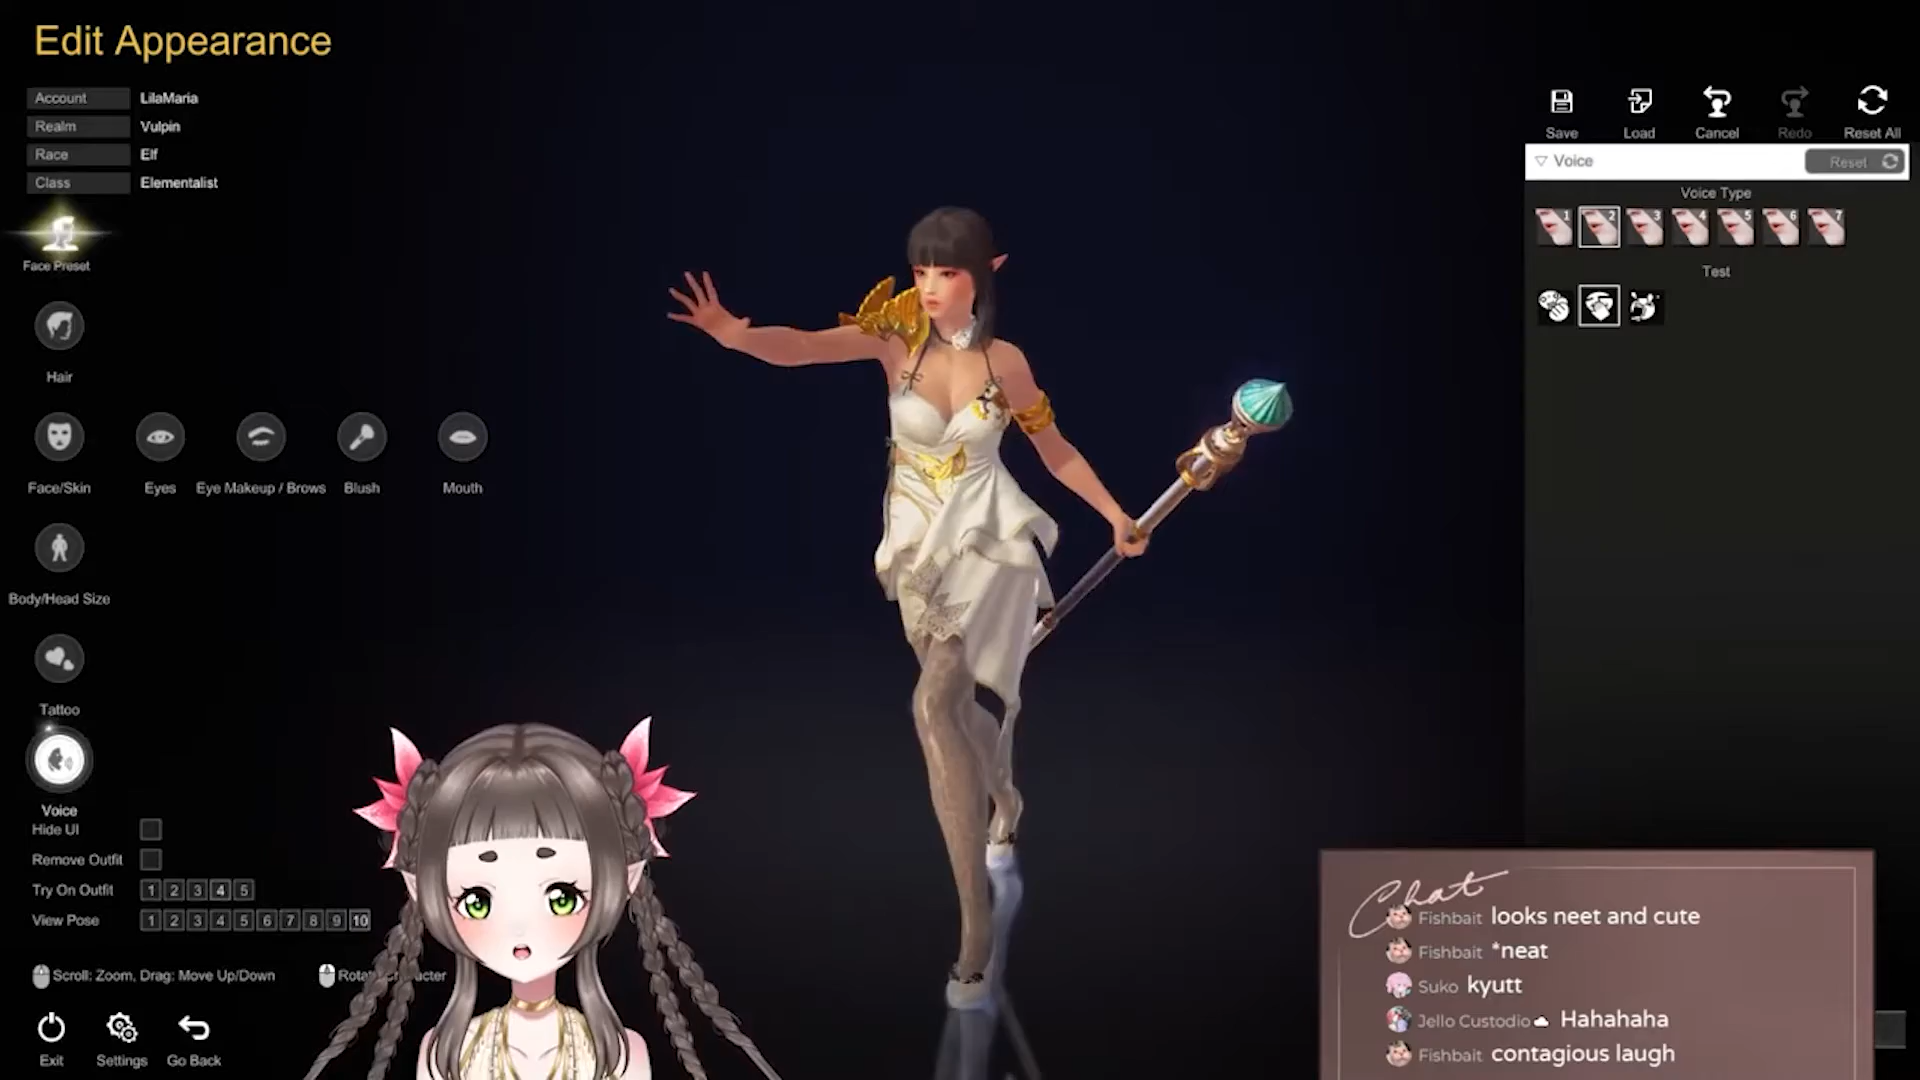 Edit Appearance
Account LilaMaria
Realm Vulpin
Race Elf
Class Elementalist
Face Preset
Hair
Face/Skin Eyes Eye Makeup / Brows Blush Mouth
Body/Head Size
Tattoo
Voice
Hide UI
Remove Outfit
Try On Outfit 1 2 3 4 5
View Pose 1 2 3 4 5 6 7 8 9 10
Scroll: Zoom, Drag: Move Up/Down
Exit Settings Go Back
Save Load Cancel Redo Reset All
Voice Reset
Voice Type
1 2 3 4 5 6 7
Test
Chat
Fishbait looks neet and cute
Fishbait *neat
Suko kyutt
Jello Custodio Hahahaha
Fishbait contagious laugh